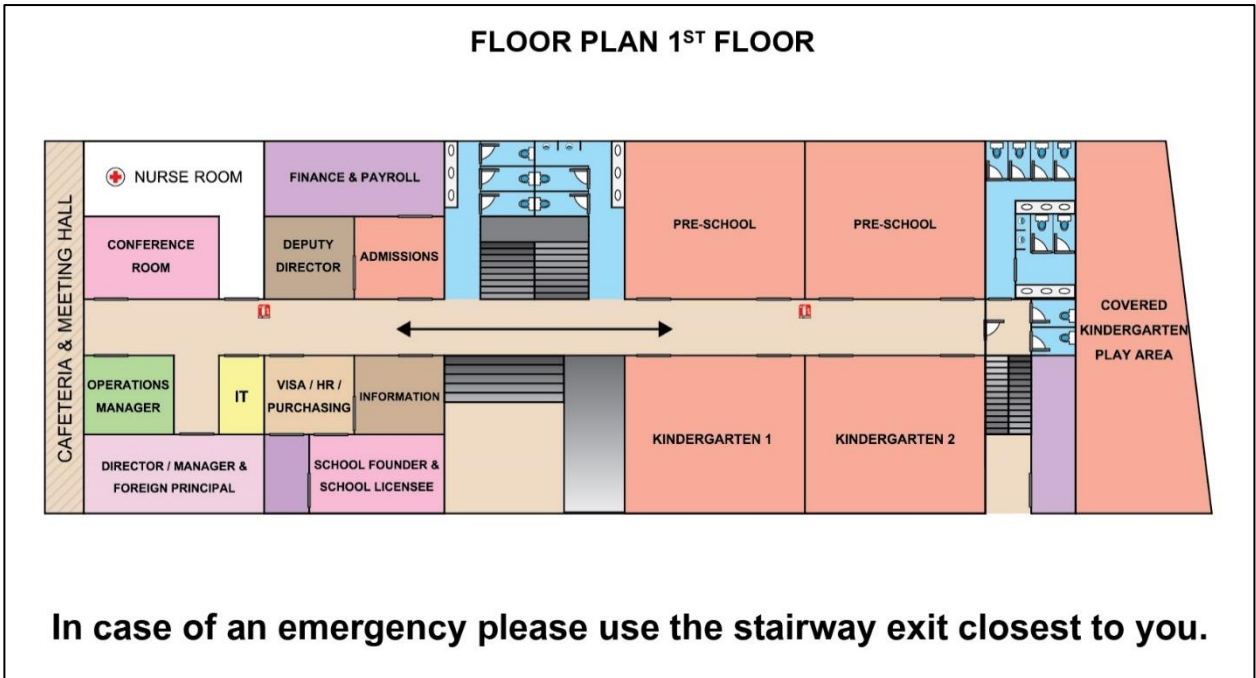 FLOOR PLAN 1ST FLOOR
CAFETERIA & MEETING HALL
NURSE ROOM
FINANCE & PAYROLL
CONFERENCE
ROOM
DEPUTY
DIRECTOR
ADMISSIONS
PRE-SCHOOL
PRE-SCHOOL
COVERED
KINDERGARTEN
PLAY AREA
OPERATIONS
MANAGER
IT
VISA / HR /
PURCHASING
INFORMATION
DIRECTOR / MANAGER &
FOREIGN PRINCIPAL
SCHOOL FOUNDER &
SCHOOL LICENSEE
KINDERGARTEN 1
KINDERGARTEN 2
In case of an emergency please use the stairway exit closest to you.